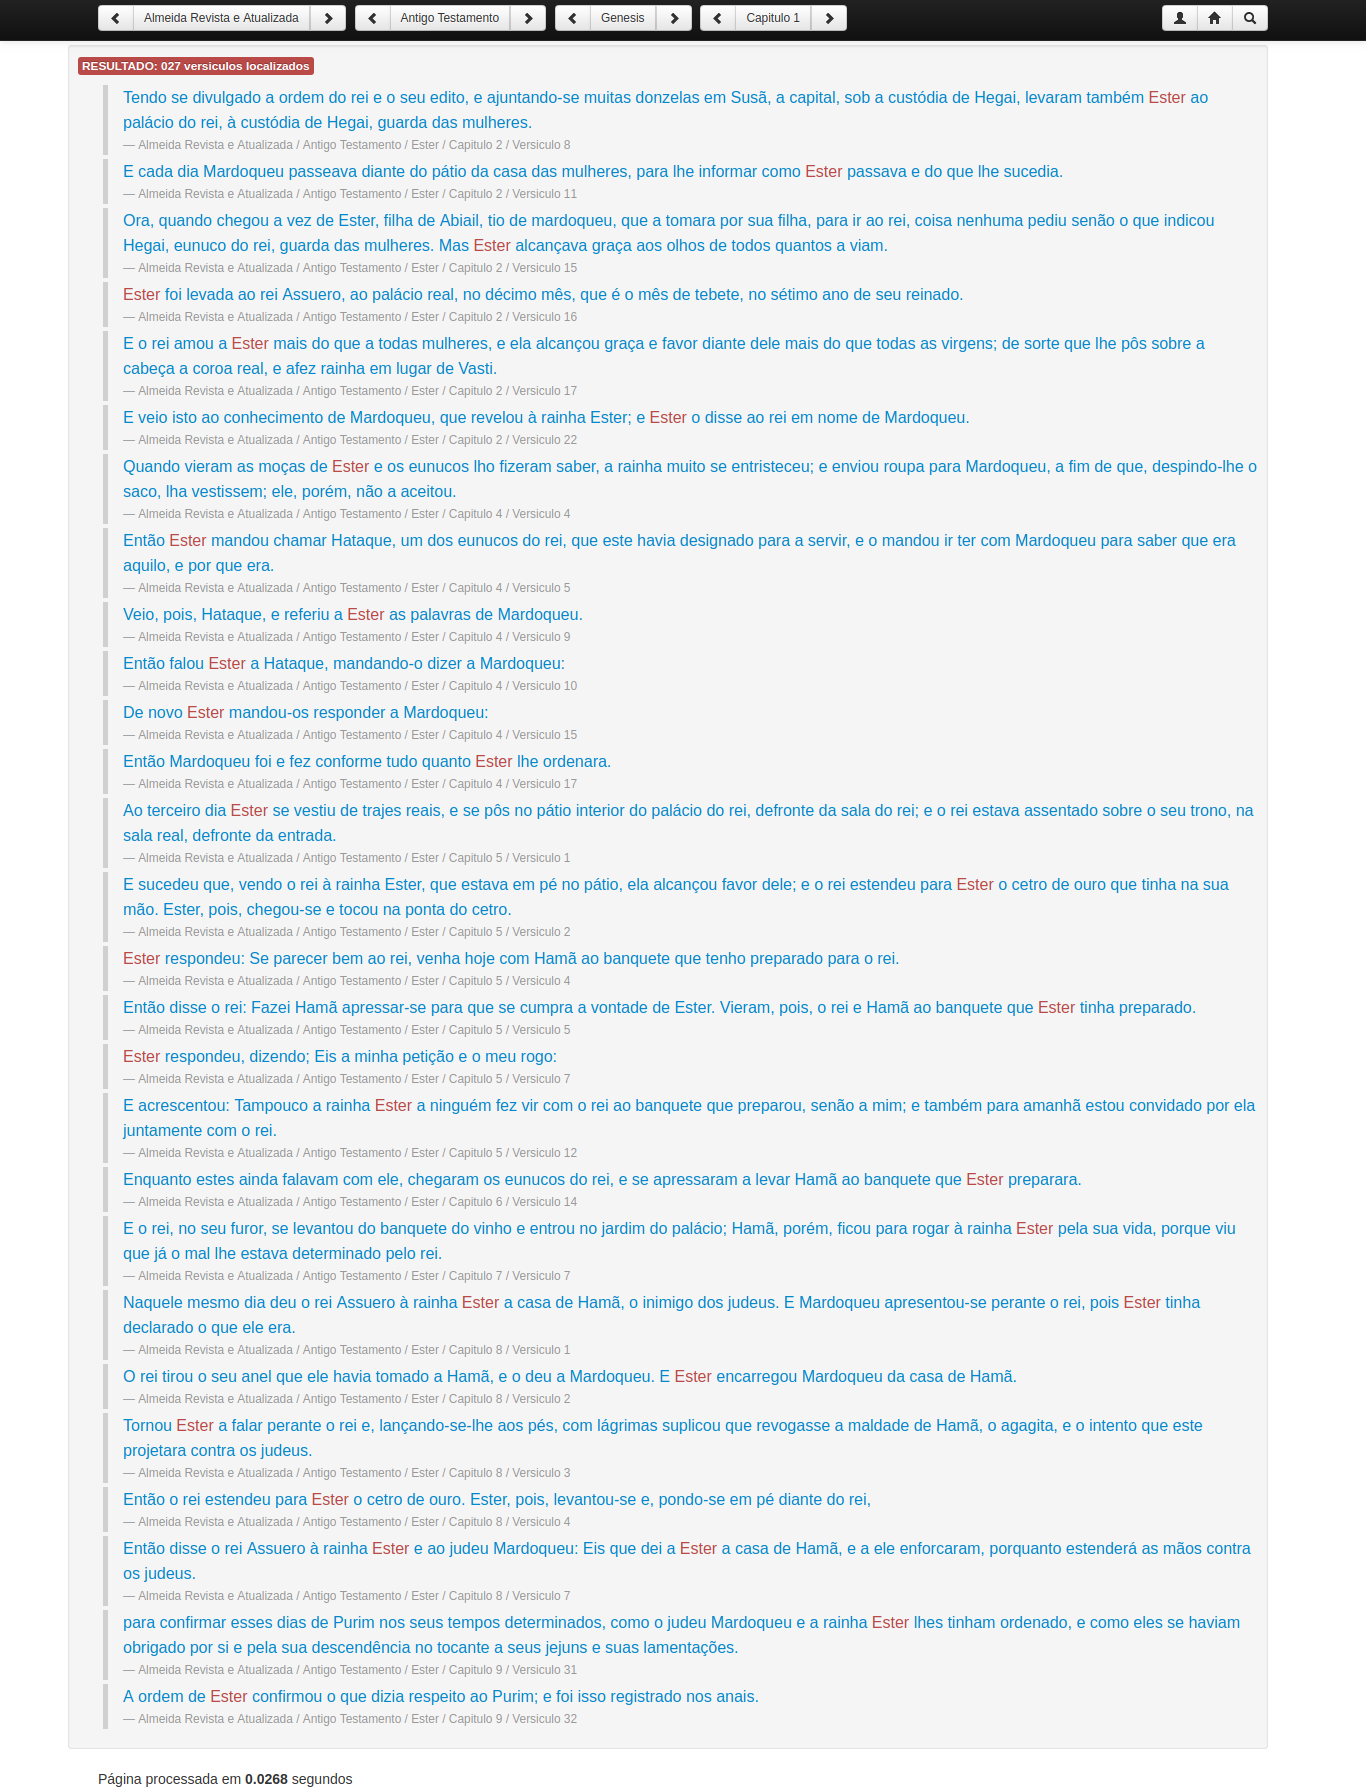 Almeida Revista e Atualizada Antigo Testamento Genesis Capitulo 1
RESULTADO: 027 versiculos localizados
Tendo se divulgado a ordem do rei e o seu edito, e ajuntando-se muitas donzelas em Susã, a capital, sob a custódia de Hegai, levaram também Ester ao
palácio do rei, à custódia de Hegai, guarda das mulheres.
— Almeida Revista e Atualizada / Antigo Testamento / Ester / Capitulo 2 / Versiculo 8
E cada dia Mardoqueu passeava diante do pátio da casa das mulheres, para lhe informar como Ester passava e do que lhe sucedia.
— Almeida Revista e Atualizada / Antigo Testamento / Ester / Capitulo 2 / Versiculo 11
Ora, quando chegou a vez de Ester, filha de Abiail, tio de mardoqueu, que a tomara por sua filha, para ir ao rei, coisa nenhuma pediu senão o que indicou
Hegai, eunuco do rei, guarda das mulheres. Mas Ester alcançava graça aos olhos de todos quantos a viam.
— Almeida Revista e Atualizada / Antigo Testamento / Ester / Capitulo 2 / Versiculo 15
Ester foi levada ao rei Assuero, ao palácio real, no décimo mês, que é o mês de tebete, no sétimo ano de seu reinado.
— Almeida Revista e Atualizada / Antigo Testamento / Ester / Capitulo 2 / Versiculo 16
E o rei amou a Ester mais do que a todas mulheres, e ela alcançou graça e favor diante dele mais do que todas as virgens; de sorte que lhe pôs sobre a
cabeça a coroa real, e afez rainha em lugar de Vasti.
— Almeida Revista e Atualizada / Antigo Testamento / Ester / Capitulo 2 / Versiculo 17
E veio isto ao conhecimento de Mardoqueu, que revelou à rainha Ester; e Ester o disse ao rei em nome de Mardoqueu.
— Almeida Revista e Atualizada / Antigo Testamento / Ester / Capitulo 2 / Versiculo 22
Quando vieram as moças de Ester e os eunucos lho fizeram saber, a rainha muito se entristeceu; e enviou roupa para Mardoqueu, a fim de que, despindo-lhe o
saco, lha vestissem; ele, porém, não a aceitou.
— Almeida Revista e Atualizada / Antigo Testamento / Ester / Capitulo 4 / Versiculo 4
Então Ester mandou chamar Hataque, um dos eunucos do rei, que este havia designado para a servir, e o mandou ir ter com Mardoqueu para saber que era
aquilo, e por que era.
— Almeida Revista e Atualizada / Antigo Testamento / Ester / Capitulo 4 / Versiculo 5
Veio, pois, Hataque, e referiu a Ester as palavras de Mardoqueu.
— Almeida Revista e Atualizada / Antigo Testamento / Ester / Capitulo 4 / Versiculo 9
Então falou Ester a Hataque, mandando-o dizer a Mardoqueu:
— Almeida Revista e Atualizada / Antigo Testamento / Ester / Capitulo 4 / Versiculo 10
De novo Ester mandou-os responder a Mardoqueu:
— Almeida Revista e Atualizada / Antigo Testamento / Ester / Capitulo 4 / Versiculo 15
Então Mardoqueu foi e fez conforme tudo quanto Ester lhe ordenara.
— Almeida Revista e Atualizada / Antigo Testamento / Ester / Capitulo 4 / Versiculo 17
Ao terceiro dia Ester se vestiu de trajes reais, e se pôs no pátio interior do palácio do rei, defronte da sala do rei; e o rei estava assentado sobre o seu trono, na
sala real, defronte da entrada.
— Almeida Revista e Atualizada / Antigo Testamento / Ester / Capitulo 5 / Versiculo 1
E sucedeu que, vendo o rei à rainha Ester, que estava em pé no pátio, ela alcançou favor dele; e o rei estendeu para Ester o cetro de ouro que tinha na sua
mão. Ester, pois, chegou-se e tocou na ponta do cetro.
— Almeida Revista e Atualizada / Antigo Testamento / Ester / Capitulo 5 / Versiculo 2
Ester respondeu: Se parecer bem ao rei, venha hoje com Hamã ao banquete que tenho preparado para o rei.
— Almeida Revista e Atualizada / Antigo Testamento / Ester / Capitulo 5 / Versiculo 4
Então disse o rei: Fazei Hamã apressar-se para que se cumpra a vontade de Ester. Vieram, pois, o rei e Hamã ao banquete que Ester tinha preparado.
— Almeida Revista e Atualizada / Antigo Testamento / Ester / Capitulo 5 / Versiculo 5
Ester respondeu, dizendo; Eis a minha petição e o meu rogo:
— Almeida Revista e Atualizada / Antigo Testamento / Ester / Capitulo 5 / Versiculo 7
E acrescentou: Tampouco a rainha Ester a ninguém fez vir com o rei ao banquete que preparou, senão a mim; e também para amanhã estou convidado por ela
juntamente com o rei.
— Almeida Revista e Atualizada / Antigo Testamento / Ester / Capitulo 5 / Versiculo 12
Enquanto estes ainda falavam com ele, chegaram os eunucos do rei, e se apressaram a levar Hamã ao banquete que Ester preparara.
— Almeida Revista e Atualizada / Antigo Testamento / Ester / Capitulo 6 / Versiculo 14
E o rei, no seu furor, se levantou do banquete do vinho e entrou no jardim do palácio; Hamã, porém, ficou para rogar à rainha Ester pela sua vida, porque viu
que já o mal lhe estava determinado pelo rei.
— Almeida Revista e Atualizada / Antigo Testamento / Ester / Capitulo 7 / Versiculo 7
Naquele mesmo dia deu o rei Assuero à rainha Ester a casa de Hamã, o inimigo dos judeus. E Mardoqueu apresentou-se perante o rei, pois Ester tinha
declarado o que ele era.
— Almeida Revista e Atualizada / Antigo Testamento / Ester / Capitulo 8 / Versiculo 1
O rei tirou o seu anel que ele havia tomado a Hamã, e o deu a Mardoqueu. E Ester encarregou Mardoqueu da casa de Hamã.
— Almeida Revista e Atualizada / Antigo Testamento / Ester / Capitulo 8 / Versiculo 2
Tornou Ester a falar perante o rei e, lançando-se-lhe aos pés, com lágrimas suplicou que revogasse a maldade de Hamã, o agagita, e o intento que este
projetara contra os judeus.
— Almeida Revista e Atualizada / Antigo Testamento / Ester / Capitulo 8 / Versiculo 3
Então o rei estendeu para Ester o cetro de ouro. Ester, pois, levantou-se e, pondo-se em pé diante do rei,
— Almeida Revista e Atualizada / Antigo Testamento / Ester / Capitulo 8 / Versiculo 4
Então disse o rei Assuero à rainha Ester e ao judeu Mardoqueu: Eis que dei a Ester a casa de Hamã, e a ele enforcaram, porquanto estenderá as mãos contra
os judeus.
— Almeida Revista e Atualizada / Antigo Testamento / Ester / Capitulo 8 / Versiculo 7
para confirmar esses dias de Purim nos seus tempos determinados, como o judeu Mardoqueu e a rainha Ester lhes tinham ordenado, e como eles se haviam
obrigado por si e pela sua descendência no tocante a seus jejuns e suas lamentações.
— Almeida Revista e Atualizada / Antigo Testamento / Ester / Capitulo 9 / Versiculo 31
A ordem de Ester confirmou o que dizia respeito ao Purim; e foi isso registrado nos anais.
— Almeida Revista e Atualizada / Antigo Testamento / Ester / Capitulo 9 / Versiculo 32
Página processada em 0.0268 segundos